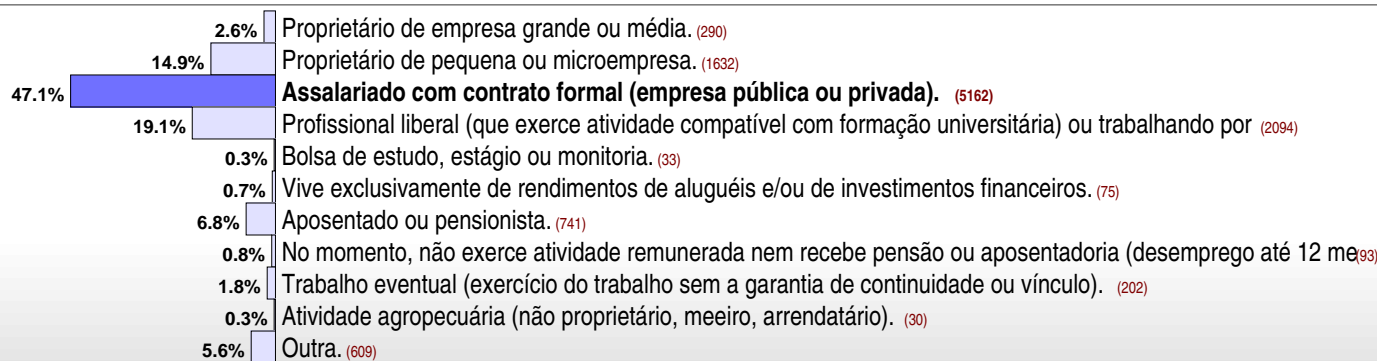 2.6% Proprietário de empresa grande ou média. (290)
14.9% Proprietário de pequena ou microempresa. (1632)
47.1% Assalariado com contrato formal (empresa pública ou privada). (5162)
19.1% Profissional liberal (que exerce atividade compatível com formação universitária) ou trabalhando por (2094)
0.3% Bolsa de estudo, estágio ou monitoria. (33)
0.7% Vive exclusivamente de rendimentos de aluguéis e/ou de investimentos financeiros. (75)
6.8% Aposentado ou pensionista. (741)
0.8% No momento, não exerce atividade remunerada nem recebe pensão ou aposentadoria (desemprego até 12 me (93)
1.8% Trabalho eventual (exercício do trabalho sem a garantia de continuidade ou vínculo). (202)
0.3% Atividade agropecuária (não proprietário, meeiro, arrendatário). (30)
5.6% Outra. (609)